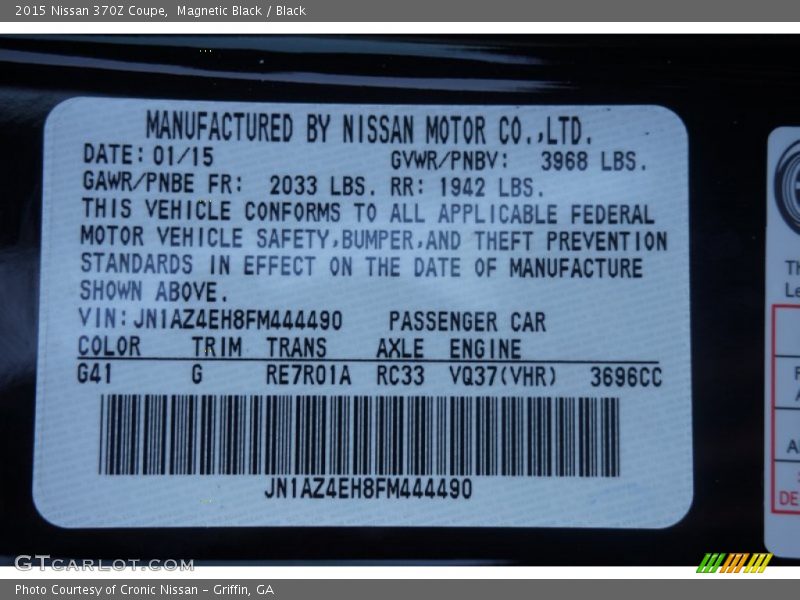 2015 Nissan 370Z Coupe,  Magnetic Black / Black
MANUFACTURED BY NISSAN MOTOR CO.,LTD.
DATE: 01/15 GVWR/PNBV: 3968 LBS.
GAWR/PNBE FR: 2033 LBS. RR: 1942 LBS.
THIS VEHICLE CONFORMS TO ALL APPLICABLE FEDERAL
MOTOR VEHICLE SAFETY,BUMPER,AND THEFT PREVENTION
STANDARDS IN EFFECT ON THE DATE OF MANUFACTURE
SHOWN ABOVE.
VIN: JN1AZ4EH8FM444490 PASSENGER CAR
COLOR TRIM TRANS AXLE ENGINE
G41 G RE7R01A RC33 VQ37(VHR) 3696CC
JN1AZ4EH8FM444490
GTCARLOT.COM
Photo Courtesy of Cronic Nissan – Griffin, GA